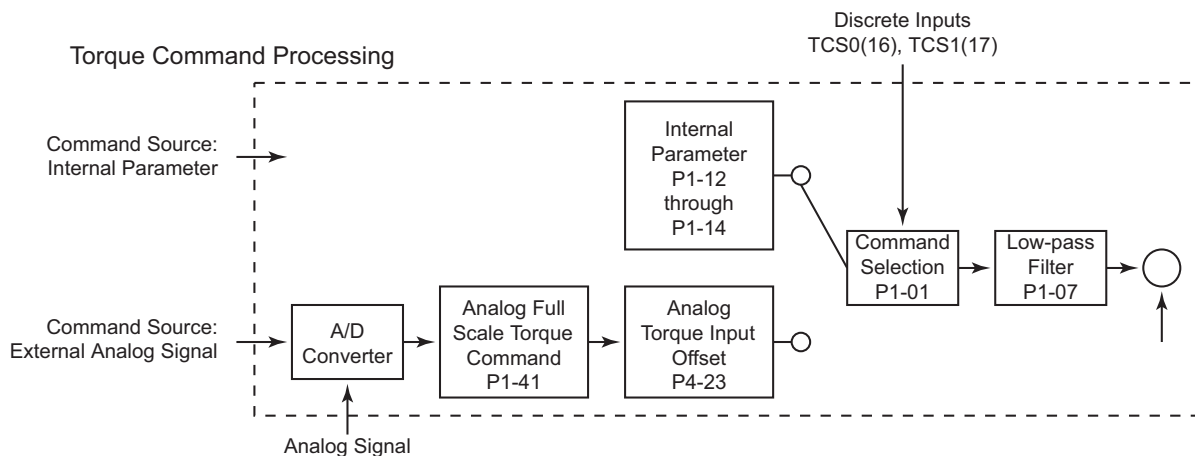 Discrete Inputs
TCS0(16), TCS1(17)
Torque Command Processing
Command Source:
Internal Parameter
Internal
Parameter
P1-12
through
P1-14
Command
Selection
P1-01
Low-pass
Filter
P1-07
Command Source:
External Analog Signal
A/D
Converter
Analog Full
Scale Torque
Command
P1-41
Analog
Torque Input
Offset
P4-23
Analog Signal